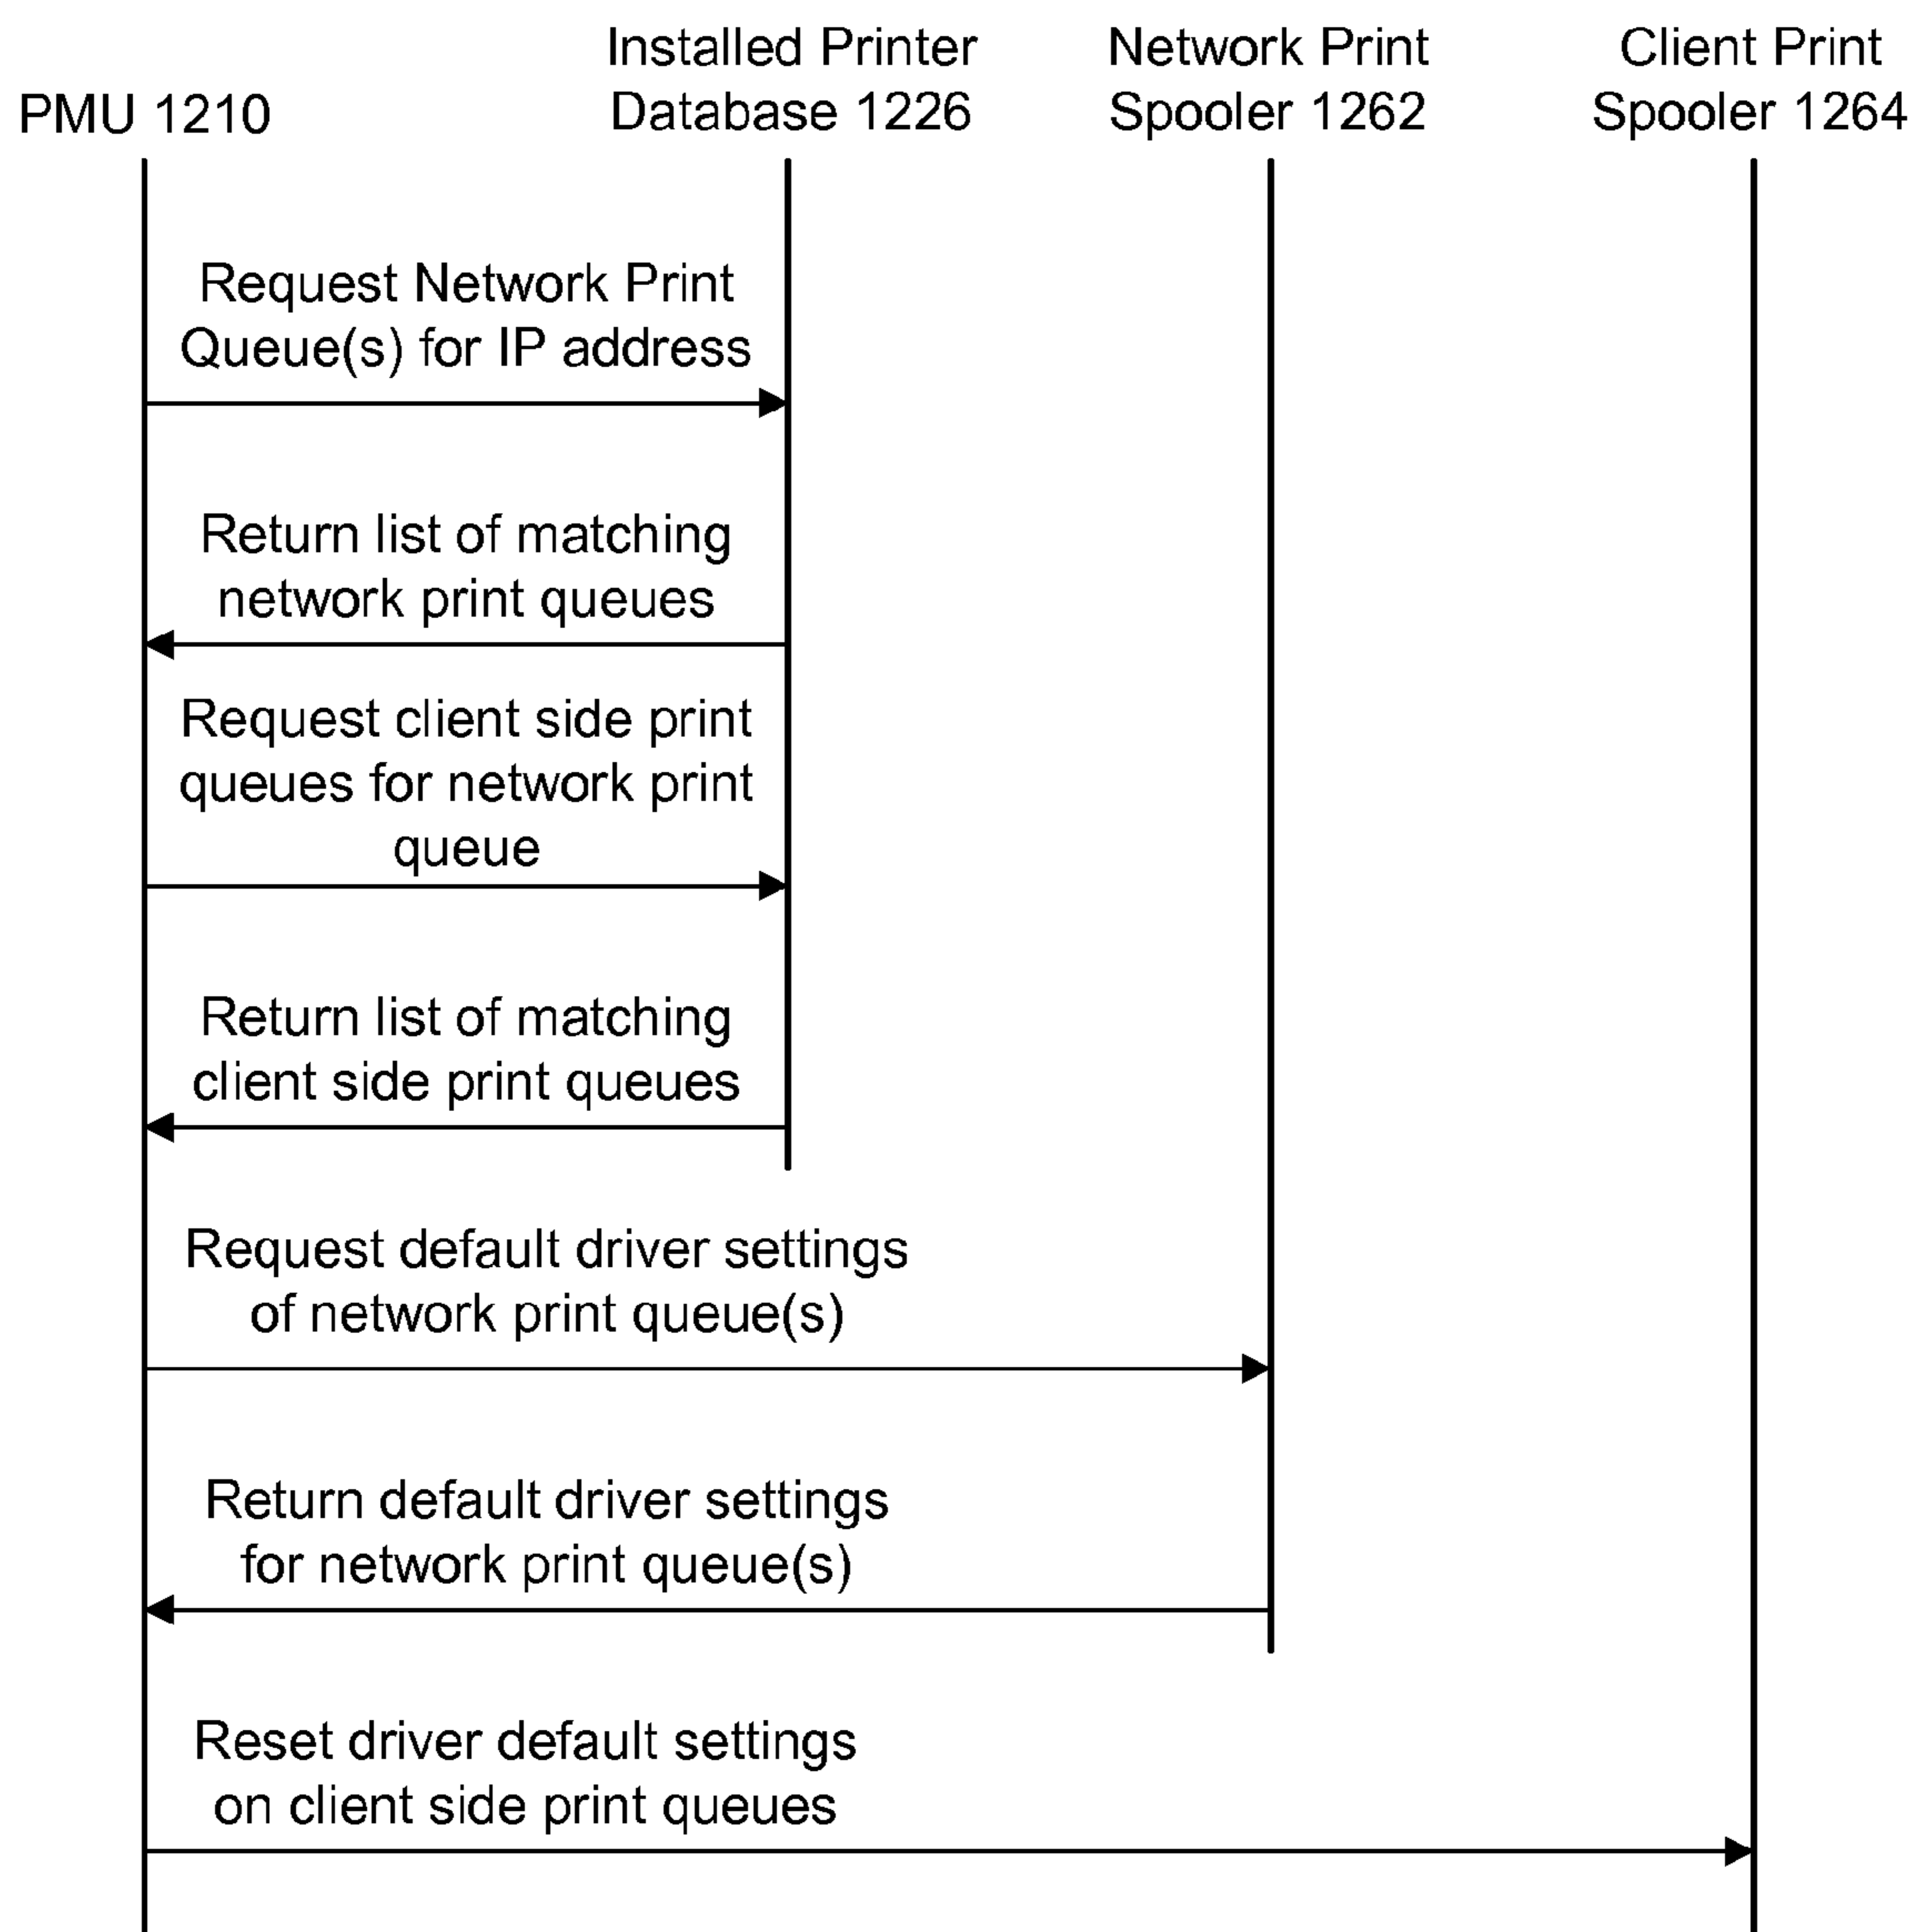 Installed Printer
Database 1226
Network Print
Spooler 1262
Client Print
Spooler 1264
PMU 1210
Request Network Print
Queue(s) for IP address
Return list of matching
network print queues
Request client side print
queues for network print
queue
Return list of matching
client side print queues
Request default driver settings
of network print queue(s)
Return default driver settings
for network print queue(s)
Reset driver default settings
on client side print queues